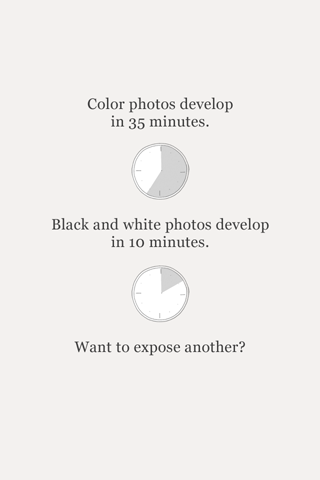 Color photos develop
in 35 minutes.
Black and white photos develop
in 10 minutes.
Want to expose another?